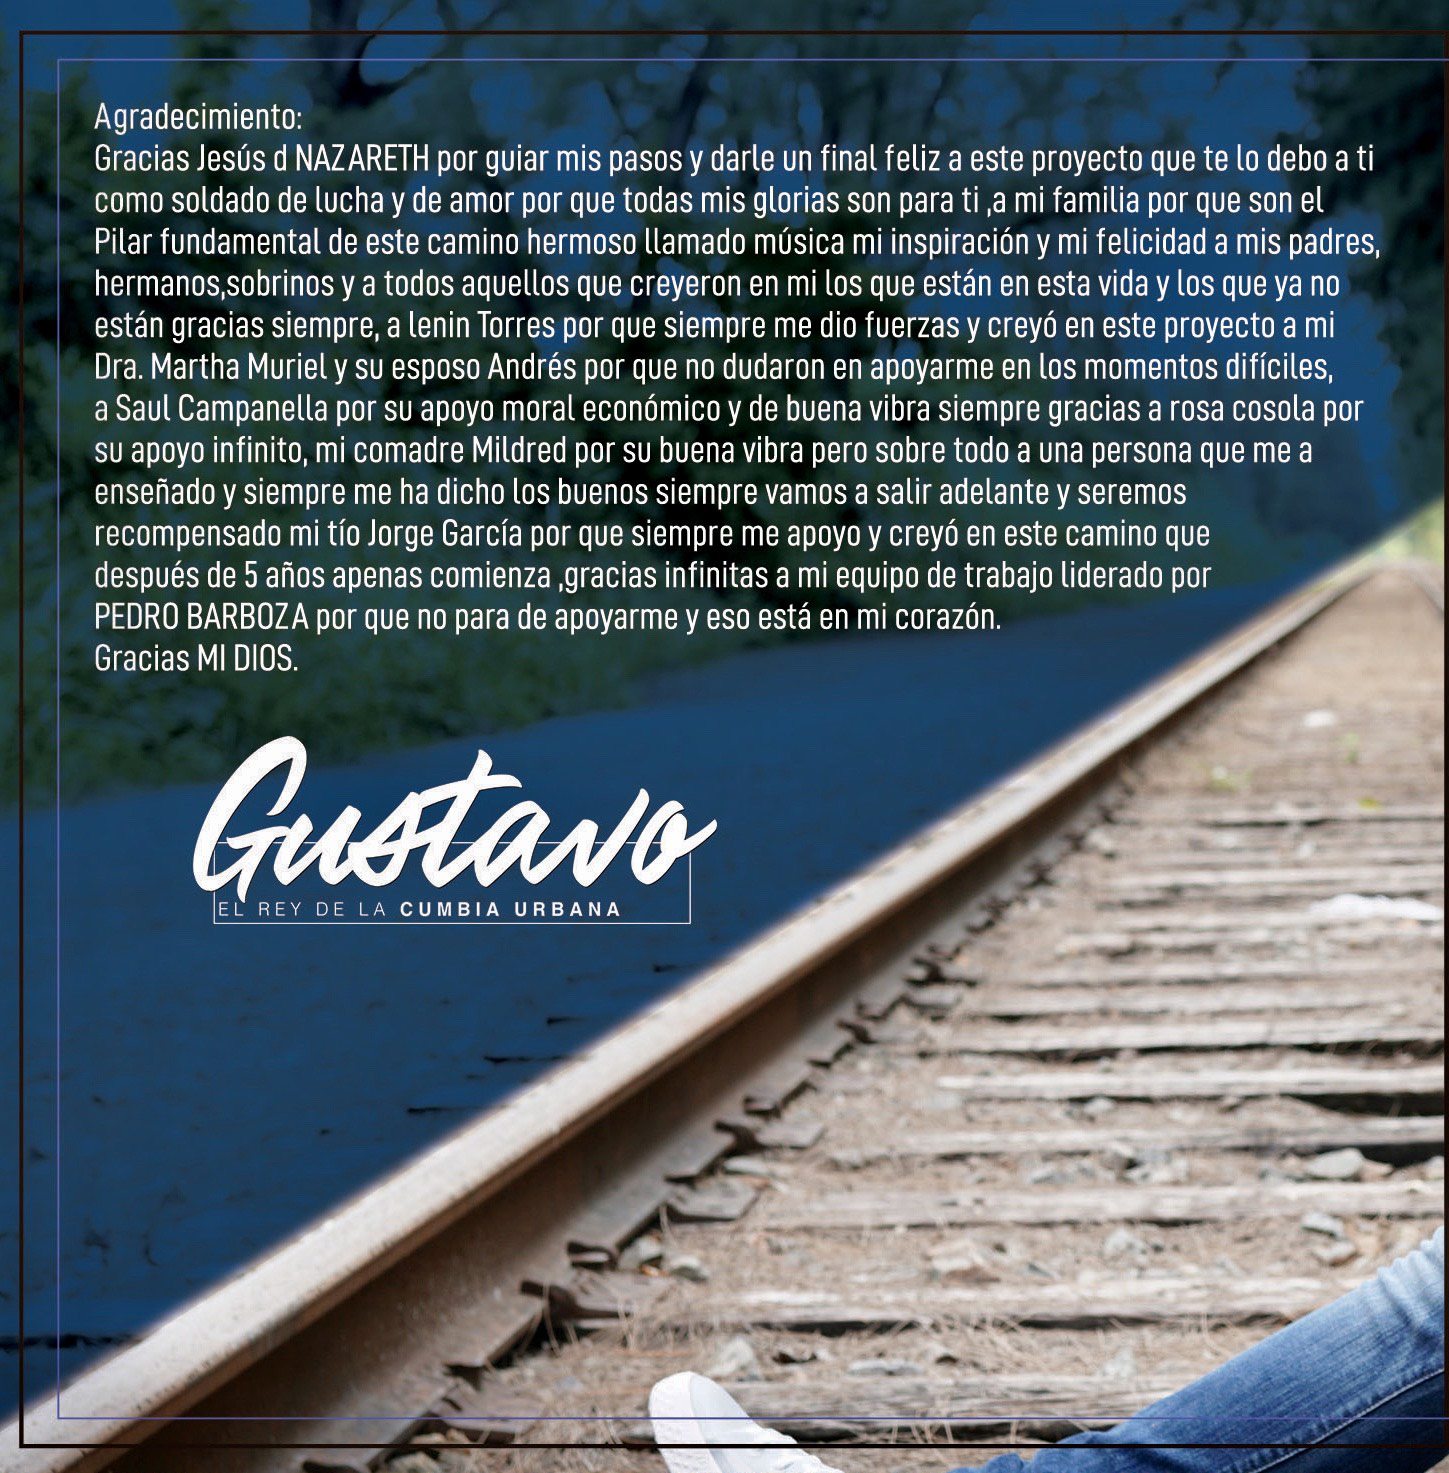 Agradecimiento:
Gracias Jesús d NAZARETH por guiar mis pasos y darle un final feliz a este proyecto que te lo debo a ti
como soldado de lucha y de amor por que todas mis glorias son para ti ,a mi familia por que son el
Pilar fundamental de este camino hermoso llamado música mi inspiración y mi felicidad a mis padres,
hermanos,sobrinos y a todos aquellos que creyeron en mi los que están en esta vida y los que ya no
están gracias siempre, a lenin Torres por que siempre me dio fuerzas y creyó en este proyecto a mi
Dra. Martha Muriel y su esposo Andrés por que no dudaron en apoyarme en los momentos difíciles,
a Saul Campanella por su apoyo moral económico y de buena vibra siempre gracias a rosa cosola por
su apoyo infinito, mi comadre Mildred por su buena vibra pero sobre todo a una persona que me a
enseñado y siempre me ha dicho los buenos siempre vamos a salir adelante y seremos
recompensado mi tío Jorge García por que siempre me apoyo y creyó en este camino que
después de 5 años apenas comienza ,gracias infinitas a mi equipo de trabajo liderado por
PEDRO BARBOZA por que no para de apoyarme y eso está en mi corazón.
Gracias MI DIOS.
Gustavo
EL REY DE LA CUMBIA URBANA